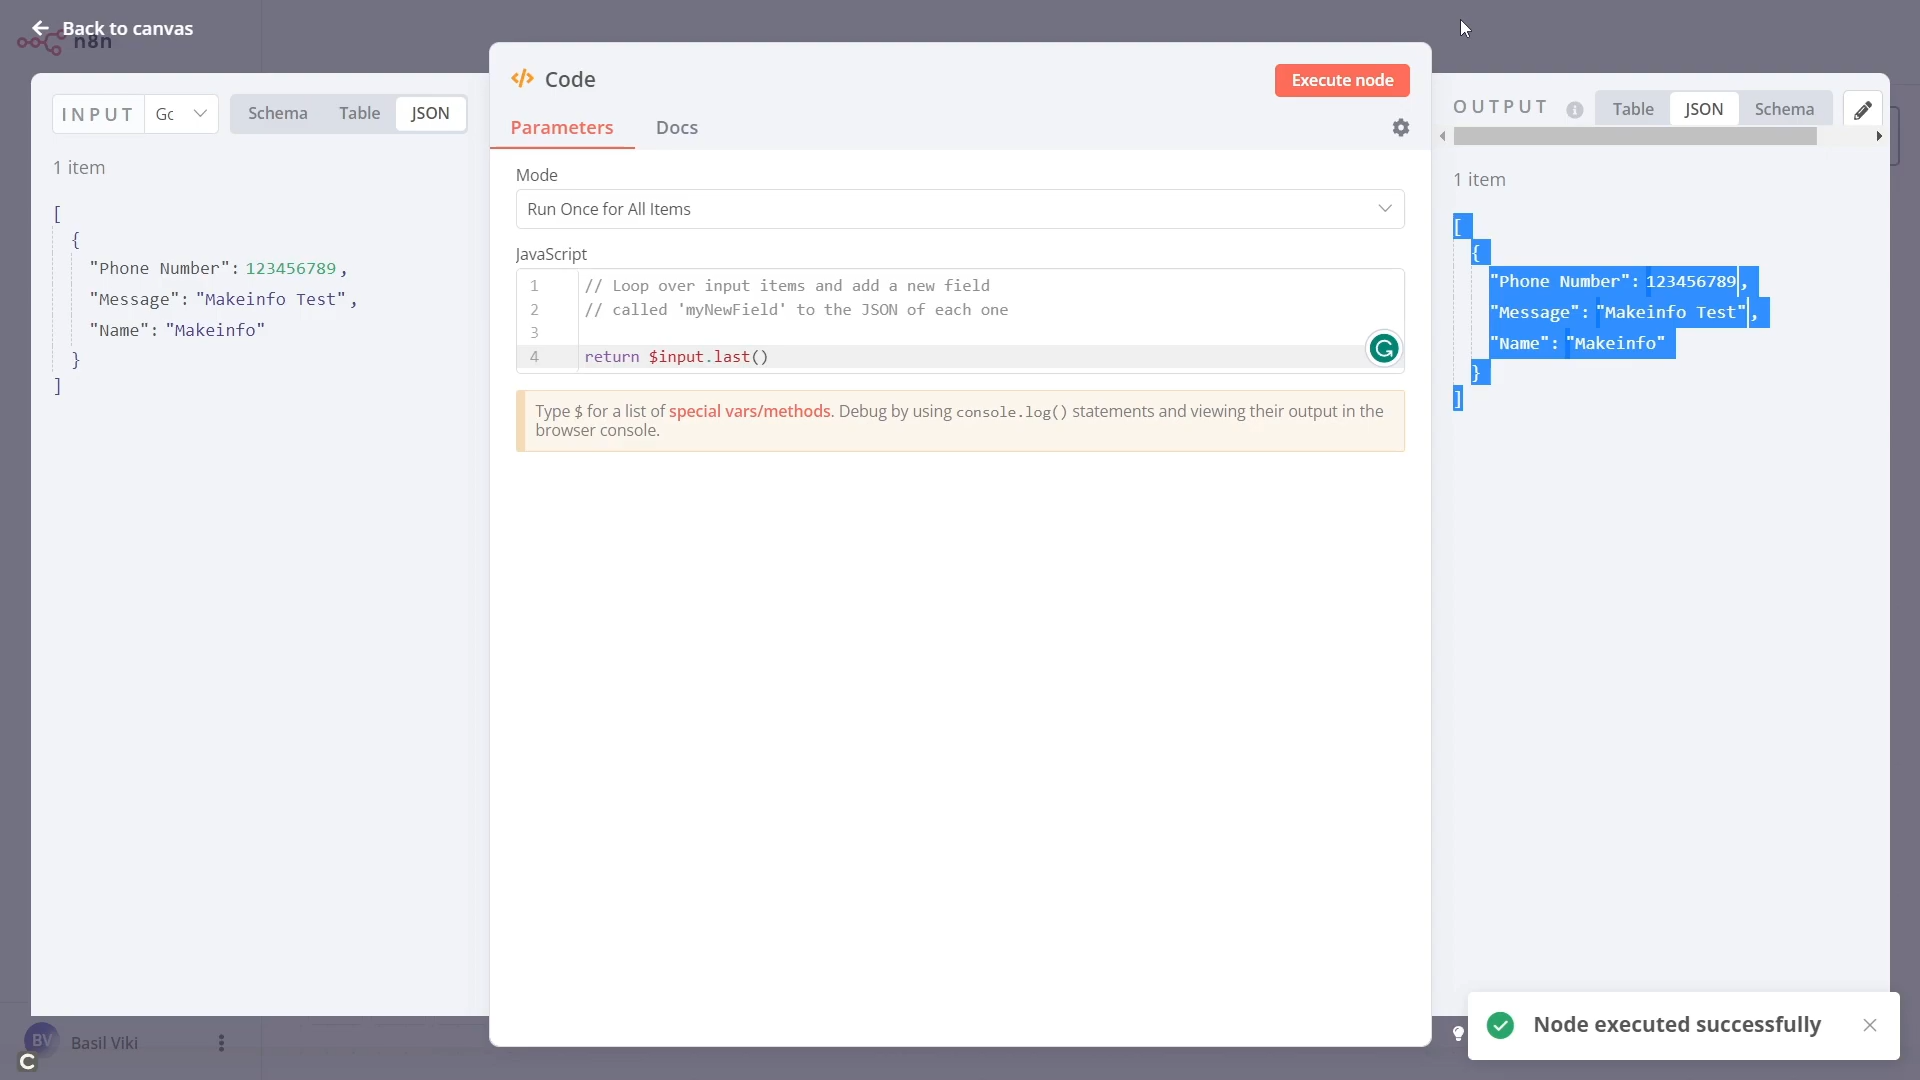 Back to canvas
n8n
INPUT
Gc
Schema
Table
JSON
1 item
[
{
"Phone Number": 123456789,
"Message": "Makeinfo Test",
"Name": "Makeinfo"
}
]
Code
Execute node
Parameters
Docs
Mode
Run Once for All Items
JavaScript
1 // Loop over input items and add a new field
2 // called 'myNewField' to the JSON of each one
3
4 return $input.last()
Type $ for a list of special vars/methods. Debug by using console.log() statements and viewing their output in the
browser console.
OUTPUT
Table
JSON
Schema
1 item
[
{
"Phone Number": 123456789,
"Message": "Makeinfo Test",
"Name": "Makeinfo"
}
]
BV
Basil Viki
Node executed successfully